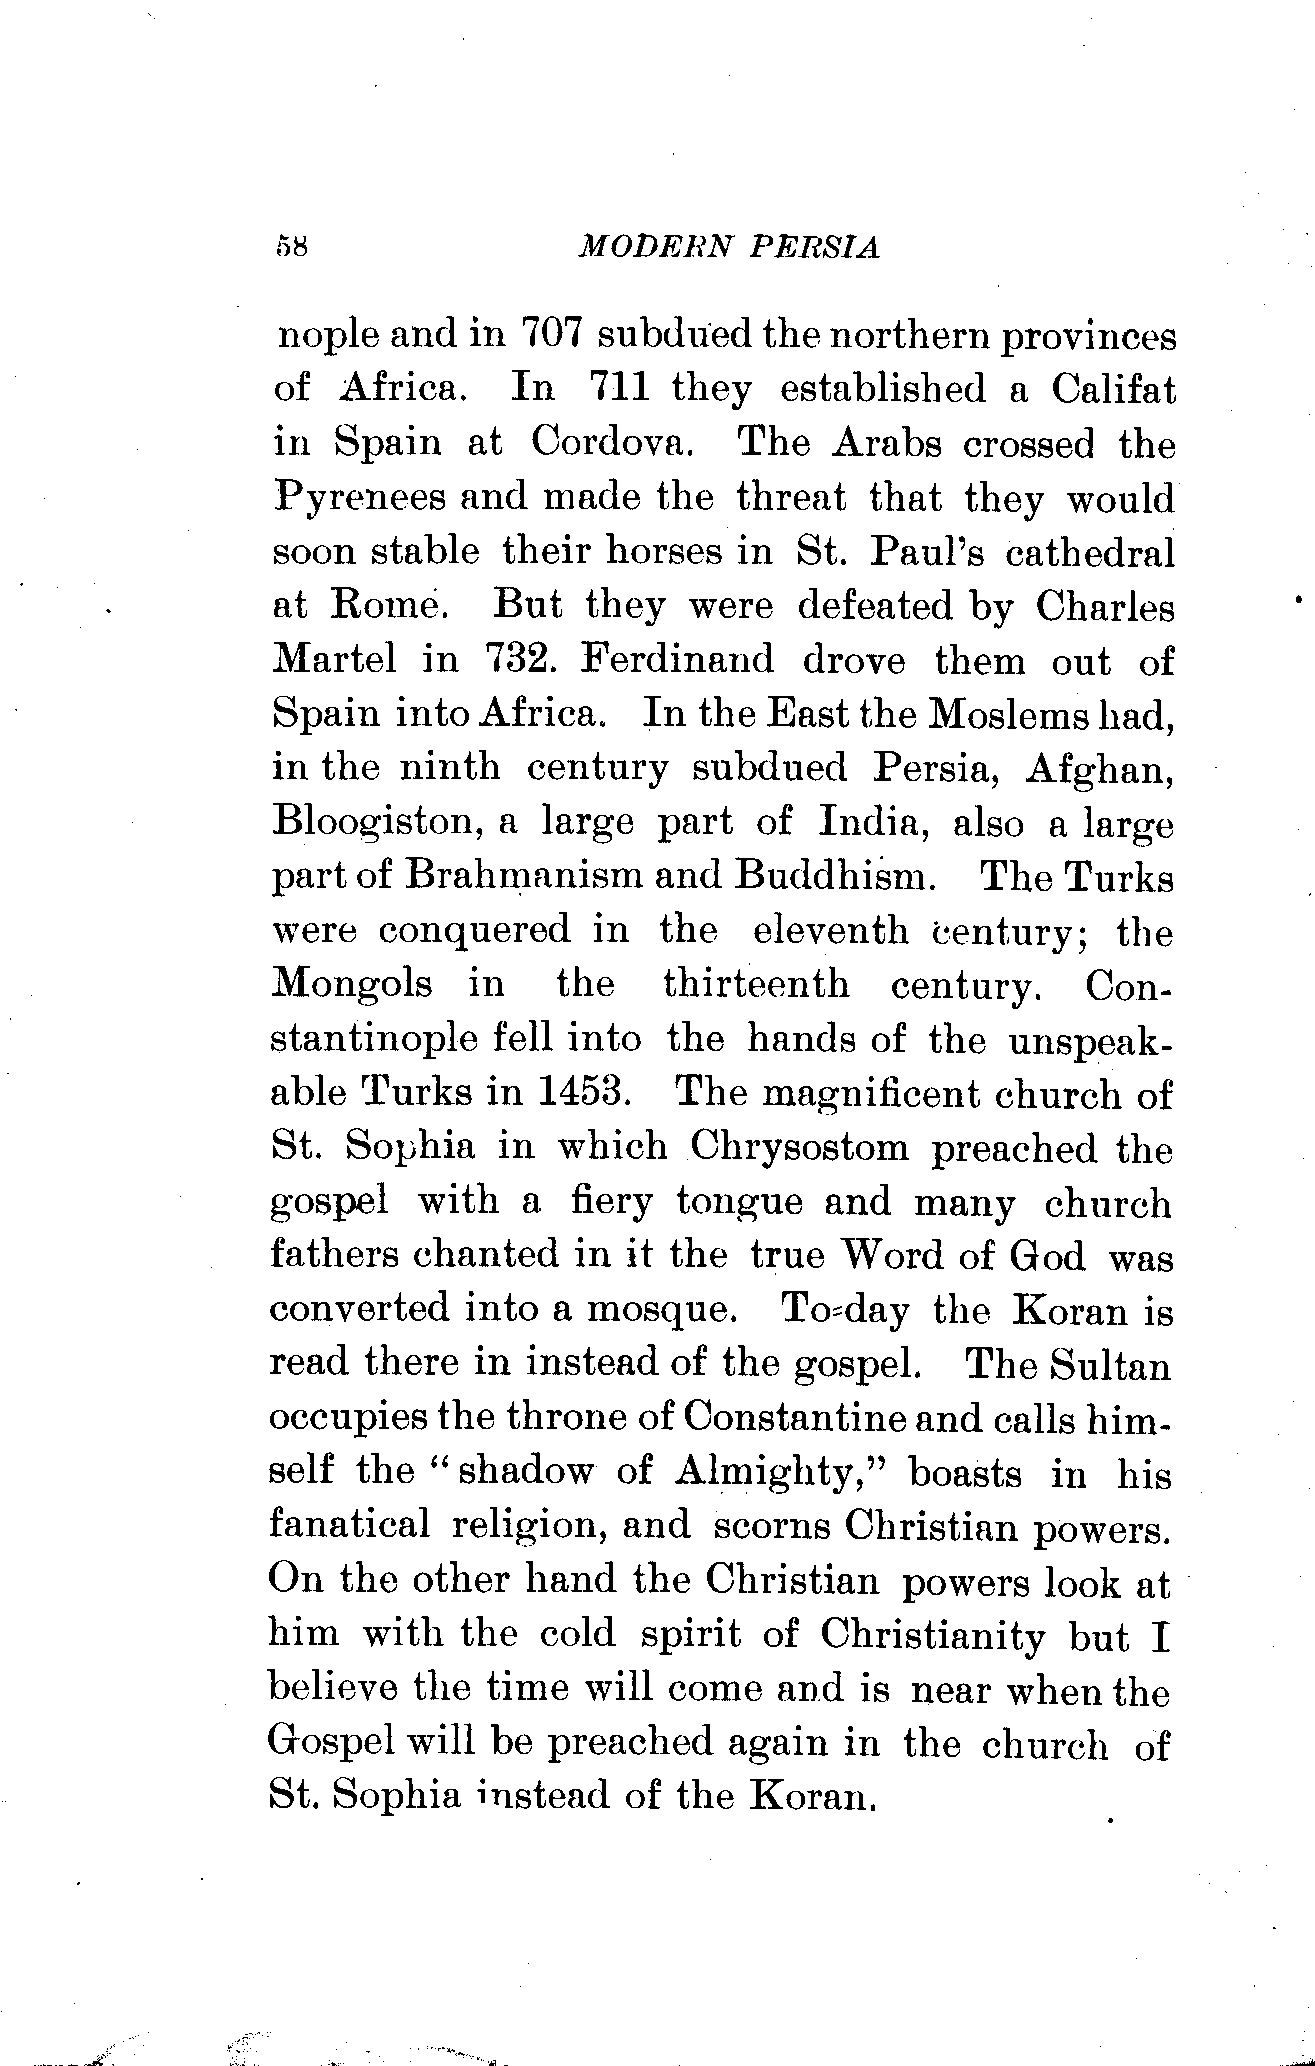 58 MODERN PERSIA
nople and in 707 subdued the northern provinces
of Africa. In 711 they established a Califat
in Spain at Cordova. The Arabs crossed the
Pyrenees and made the threat that they would
soon stable their horses in St. Paul's cathedral
at Rome. But they were defeated by Charles
Martel in 732. Ferdinand drove them out of
Spain into Africa. In the East the Moslems had,
in the ninth century subdued Persia, Afghan,
Bloogiston, a large part of India, also a large
part of Brahmanism and Buddhism. The Turks
were conquered in the eleventh century; the
Mongols in the thirteenth century. Con-
stantinople fell into the hands of the unspeak-
able Turks in 1453. The magnificent church of
St. Sophia in which Chrysostom preached the
gospel with a fiery tongue and many church
fathers chanted in it the true Word of God was
converted into a mosque. To=day the Koran is
read there in instead of the gospel. The Sultan
occupies the throne of Constantine and calls him-
self the "shadow of Almighty," boasts in his
fanatical religion, and scorns Christian powers.
On the other hand the Christian powers look at
him with the cold spirit of Christianity but I
believe the time will come and is near when the
Gospel will be preached again in the church of
St. Sophia instead of the Koran.